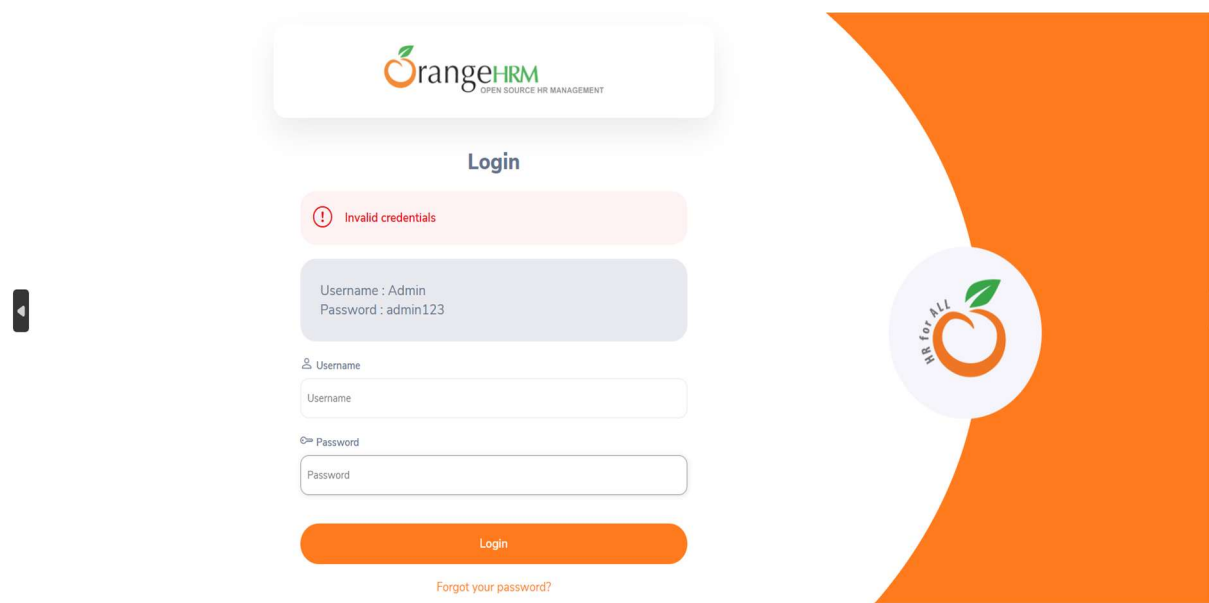 OrangeHRM
OPEN SOURCE HR MANAGEMENT
Login
Invalid credentials
Username : Admin
Password : admin123
Username
Username
Password
Password
Login
Forgot your password?
HR for ALL